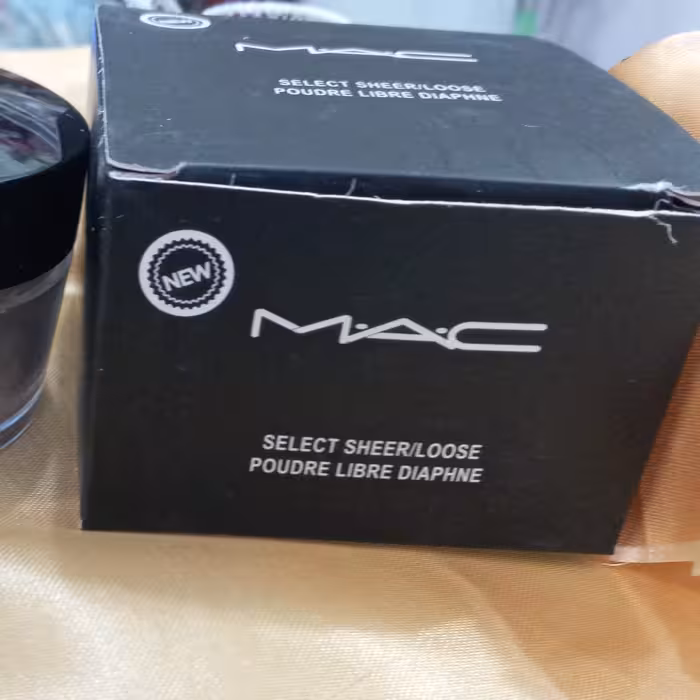 M·A·C
SELECT SHEER/LOOSE
POUDRE LIBRE DIAPHNE
NEW
M·A·C
SELECT SHEER/LOOSE
POUDRE LIBRE DIAPHNE